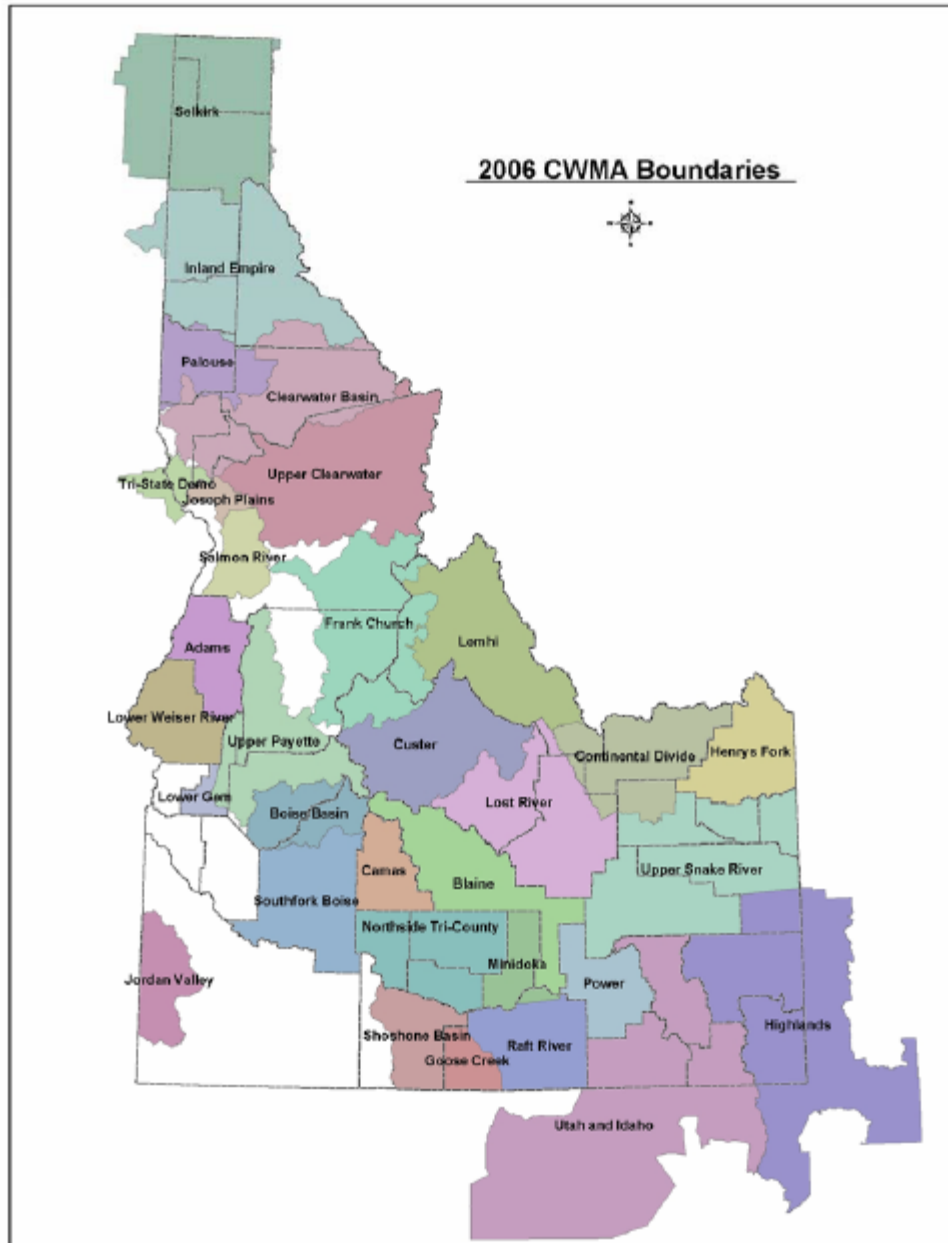 2006 CWMA Boundaries
Selkirk
Inland Empire
Palouse
Clearwater Basin
Upper Clearwater
Tri-State Demo
Joseph Plains
Salmon River
Frank Church
Lemhi
Adams
Lower Weiser River
Upper Payette
Custer
Continental Divide
Henrys Fork
Lower Gem
Boise Basin
Lost River
Camas
Blaine
Upper Snake River
Southfork Boise
Northside Tri-County
Minidoka
Jordan Valley
Power
Highlands
Shoshone Basin
Raft River
Goose Creek
Utah and Idaho